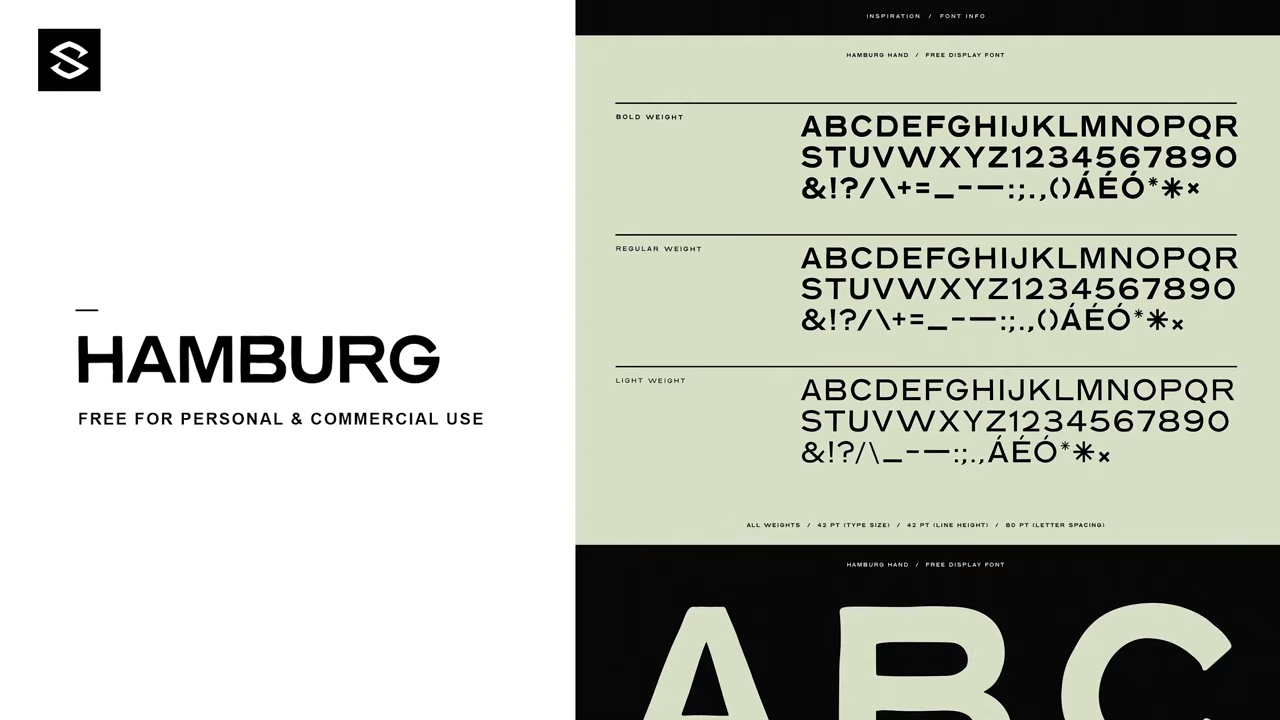 HAMBURG
FREE FOR PERSONAL & COMMERCIAL USE
INSPIRATION / FONT INFO
HAMBURG HAND / FREE DISPLAY FONT
BOLD WEIGHT
ABCDEFGHIJKLMNOPQR
STUVWXYZ1234567890
&!?/\+=_-—:;.,()ÁÉÓ*✳×
REGULAR WEIGHT
ABCDEFGHIJKLMNOPQR
STUVWXYZ1234567890
&!?/\+=_-—:;.,()ÁÉÓ*✳×
LIGHT WEIGHT
ABCDEFGHIJKLMNOPQR
STUVWXYZ1234567890
&!?/\_-—:;.,ÁÉÓ*✳×
ALL WEIGHTS / 42 PT (TYPE SIZE) / 42 PT (LINE HEIGHT) / 80 PT (LETTER SPACING)
HAMBURG HAND / FREE DISPLAY FONT
ABC